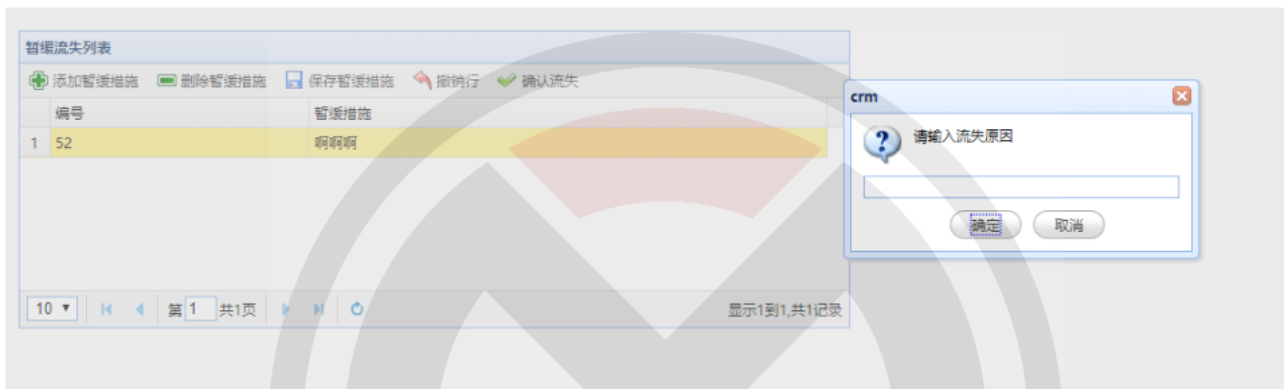 暂缓流失列表
添加暂缓措施 删除暂缓措施 保存暂缓措施 撤销行 确认流失
编号 暂缓措施
1 52 啊啊啊
10 第 1 共1页 显示1到1,共1记录
crm
请输入流失原因
确定 取消